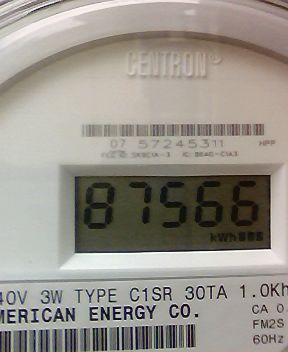 CENTRON
07 57245311 HPP
87566
kWh
40V 3W TYPE C1SR 30TA 1.0Kh
MERICAN ENERGY CO.
CA 0.
FM2S
60Hz